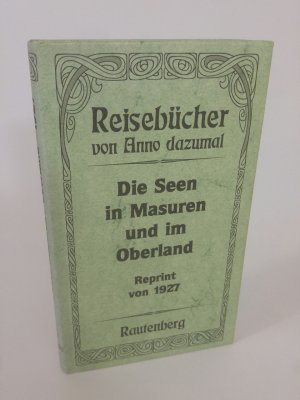 Reisebücher
von Anno dazumal
Die Seen
in Masuren
und im
Oberland
Reprint
von 1927
Rautenberg